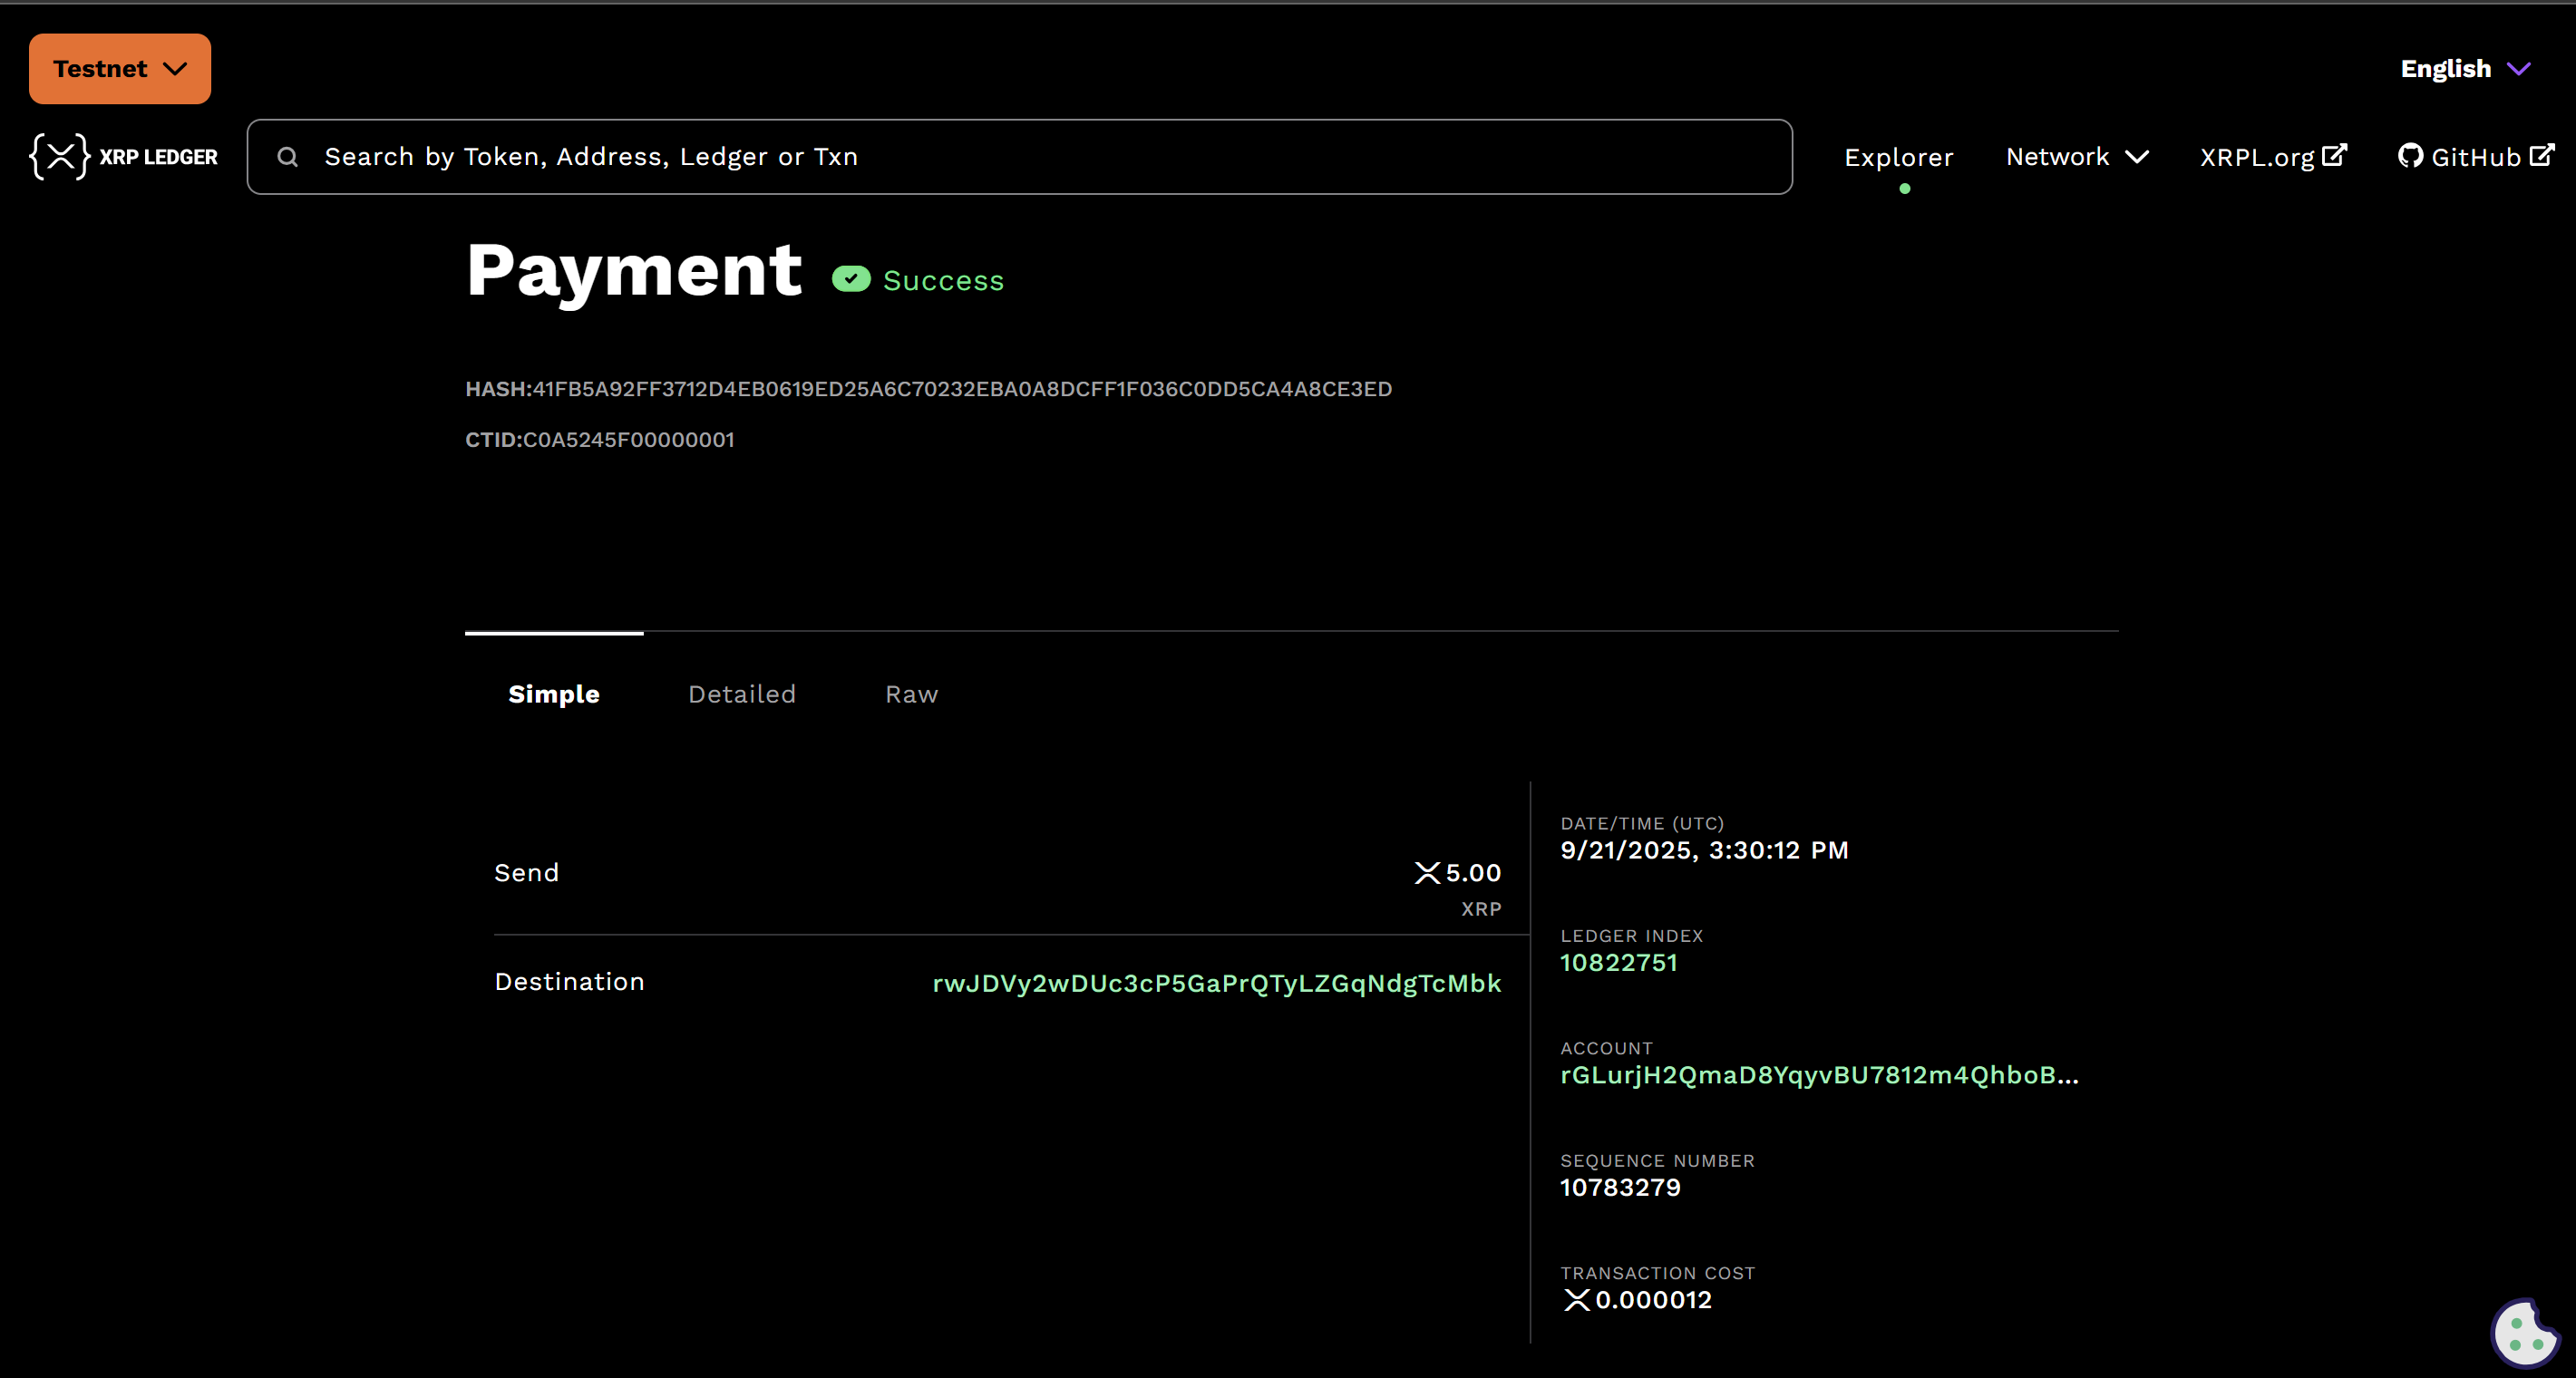 Testnet
English
XRP LEDGER
Search by Token, Address, Ledger or Txn
Explorer
Network
XRPL.org
GitHub
Payment
Success
HASH:41FB5A92FF3712D4EB0619ED25A6C70232EBA0A8DCFF1F036C0DD5CA4A8CE3ED
CTID:C0A5245F00000001
Simple
Detailed
Raw
Send
5.00
XRP
Destination
rwJDVy2wDUc3cP5GaPrQTyLZGqNdgTcMbk
DATE/TIME (UTC)
9/21/2025, 3:30:12 PM
LEDGER INDEX
10822751
ACCOUNT
rGLurjH2QmaD8YqyvBU7812m4QhboB...
SEQUENCE NUMBER
10783279
TRANSACTION COST
0.000012